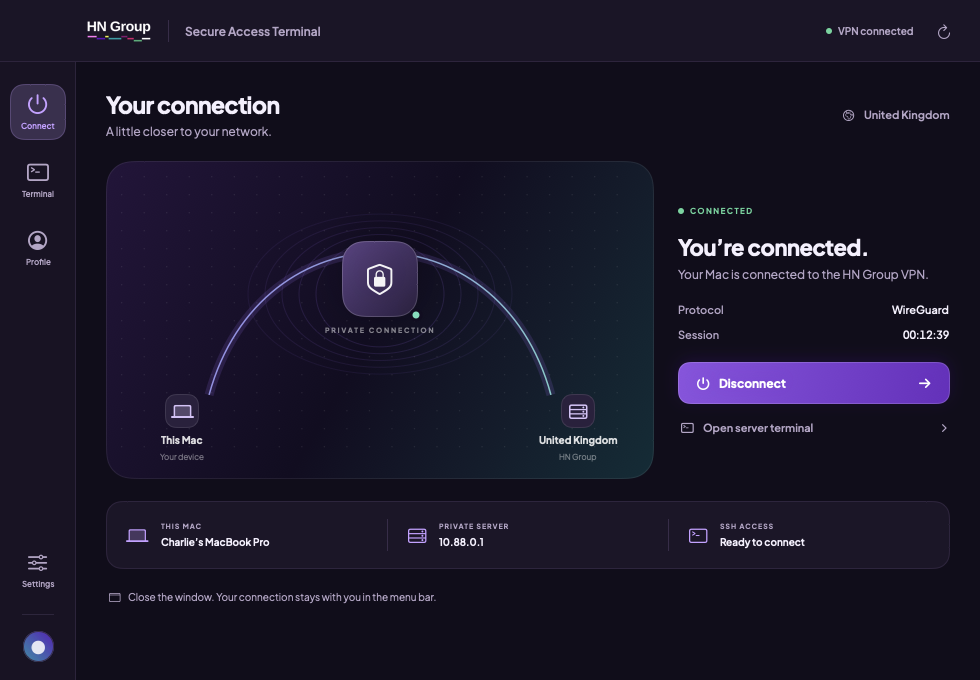 HN Group
Secure Access Terminal
VPN connected
Connect
Terminal
Profile
Settings
Your connection
A little closer to your network.
United Kingdom
PRIVATE CONNECTION
This Mac
Your device
United Kingdom
HN Group
CONNECTED
You’re connected.
Your Mac is connected to the HN Group VPN.
Protocol
WireGuard
Session
00:12:39
Disconnect
Open server terminal
THIS MAC
Charlie’s MacBook Pro
PRIVATE SERVER
10.88.0.1
SSH ACCESS
Ready to connect
Close the window. Your connection stays with you in the menu bar.